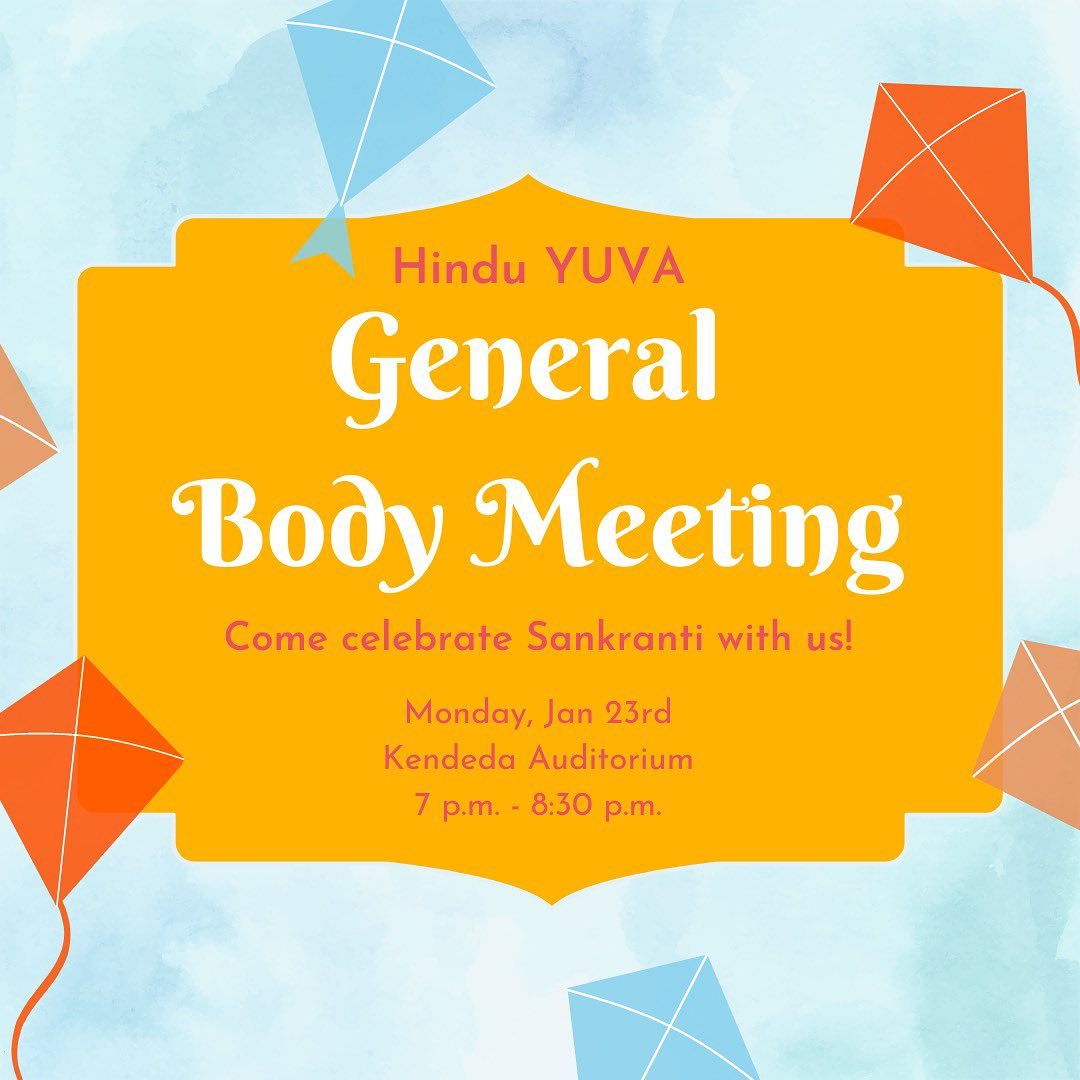 Hindu YUVA
General
Body Meeting
Come celebrate Sankranti with us!
Monday, Jan 23rd
Kendeda Auditorium
7 p.m. - 8:30 p.m.